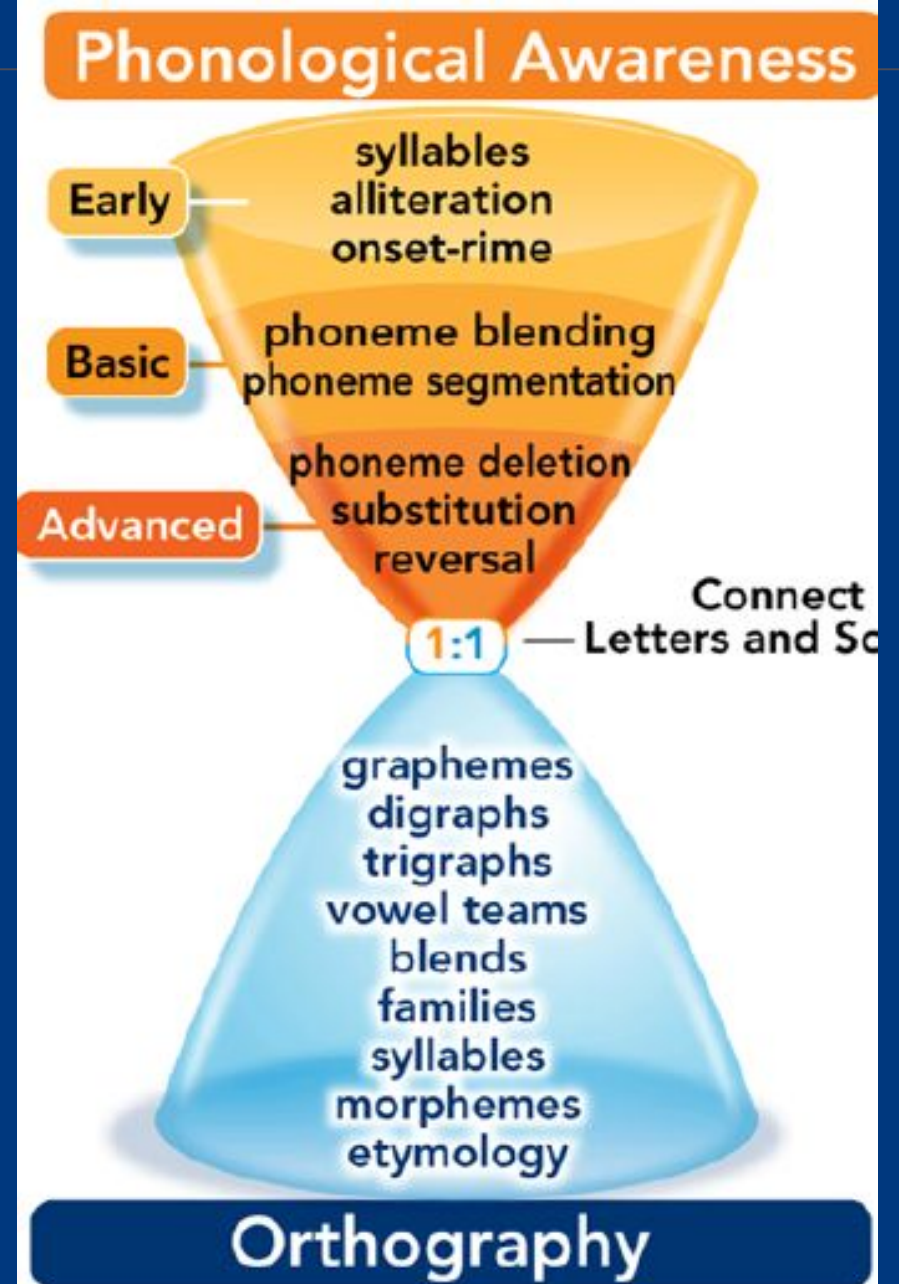 Phonological Awareness
Early
syllables
alliteration
onset-rime
Basic
phoneme blending
phoneme segmentation
Advanced
phoneme deletion
substitution
reversal
1:1
Connect
Letters and
graphemes
digraphs
trigraphs
vowel teams
blends
families
syllables
morphemes
etymology
Orthography